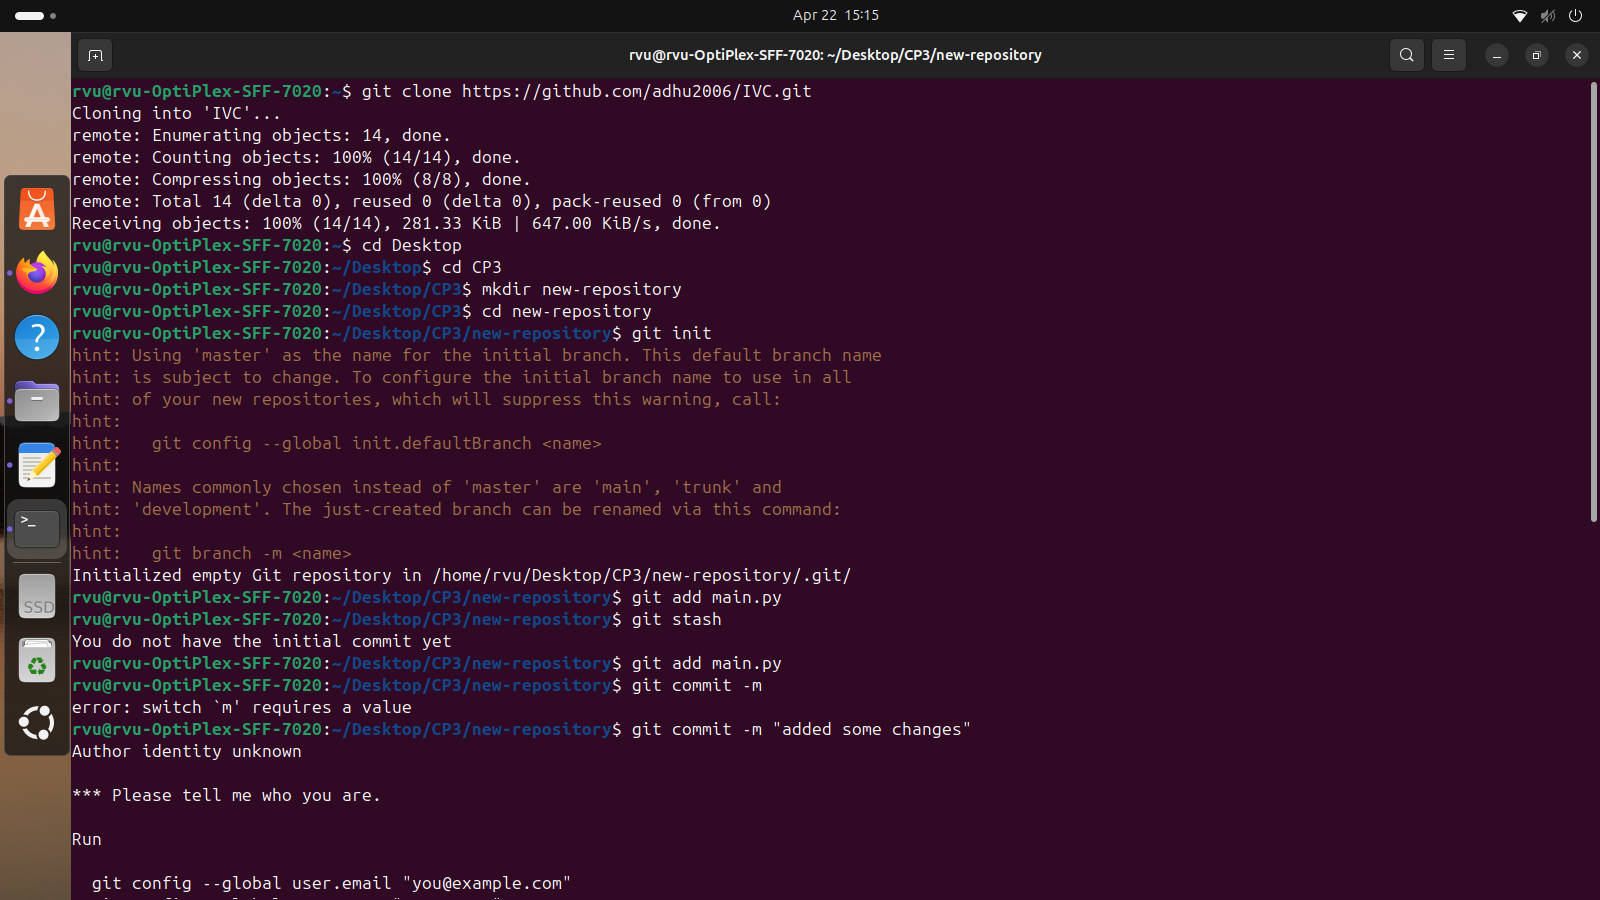 Apr 22 15:15
rvu@rvu-OptiPlex-SFF-7020: ~/Desktop/CP3/new-repository
rvu@rvu-OptiPlex-SFF-7020:~$ git clone https://github.com/adhu2006/IVC.git
Cloning into 'IVC'...
remote: Enumerating objects: 14, done.
remote: Counting objects: 100% (14/14), done.
remote: Compressing objects: 100% (8/8), done.
remote: Total 14 (delta 0), reused 0 (delta 0), pack-reused 0 (from 0)
Receiving objects: 100% (14/14), 281.33 KiB | 647.00 KiB/s, done.
rvu@rvu-OptiPlex-SFF-7020:~$ cd Desktop
rvu@rvu-OptiPlex-SFF-7020:~/Desktop$ cd CP3
rvu@rvu-OptiPlex-SFF-7020:~/Desktop/CP3$ mkdir new-repository
rvu@rvu-OptiPlex-SFF-7020:~/Desktop/CP3$ cd new-repository
rvu@rvu-OptiPlex-SFF-7020:~/Desktop/CP3/new-repository$ git init
hint: Using 'master' as the name for the initial branch. This default branch name
hint: is subject to change. To configure the initial branch name to use in all
hint: of your new repositories, which will suppress this warning, call:
hint:
hint:   git config --global init.defaultBranch <name>
hint:
hint: Names commonly chosen instead of 'master' are 'main', 'trunk' and
hint: 'development'. The just-created branch can be renamed via this command:
hint:
hint:   git branch -m <name>
Initialized empty Git repository in /home/rvu/Desktop/CP3/new-repository/.git/
rvu@rvu-OptiPlex-SFF-7020:~/Desktop/CP3/new-repository$ git add main.py
rvu@rvu-OptiPlex-SFF-7020:~/Desktop/CP3/new-repository$ git stash
You do not have the initial commit yet
rvu@rvu-OptiPlex-SFF-7020:~/Desktop/CP3/new-repository$ git add main.py
rvu@rvu-OptiPlex-SFF-7020:~/Desktop/CP3/new-repository$ git commit -m
error: switch `m' requires a value
rvu@rvu-OptiPlex-SFF-7020:~/Desktop/CP3/new-repository$ git commit -m "added some changes"
Author identity unknown
*** Please tell me who you are.
Run
  git config --global user.email "you@example.com"
SSD